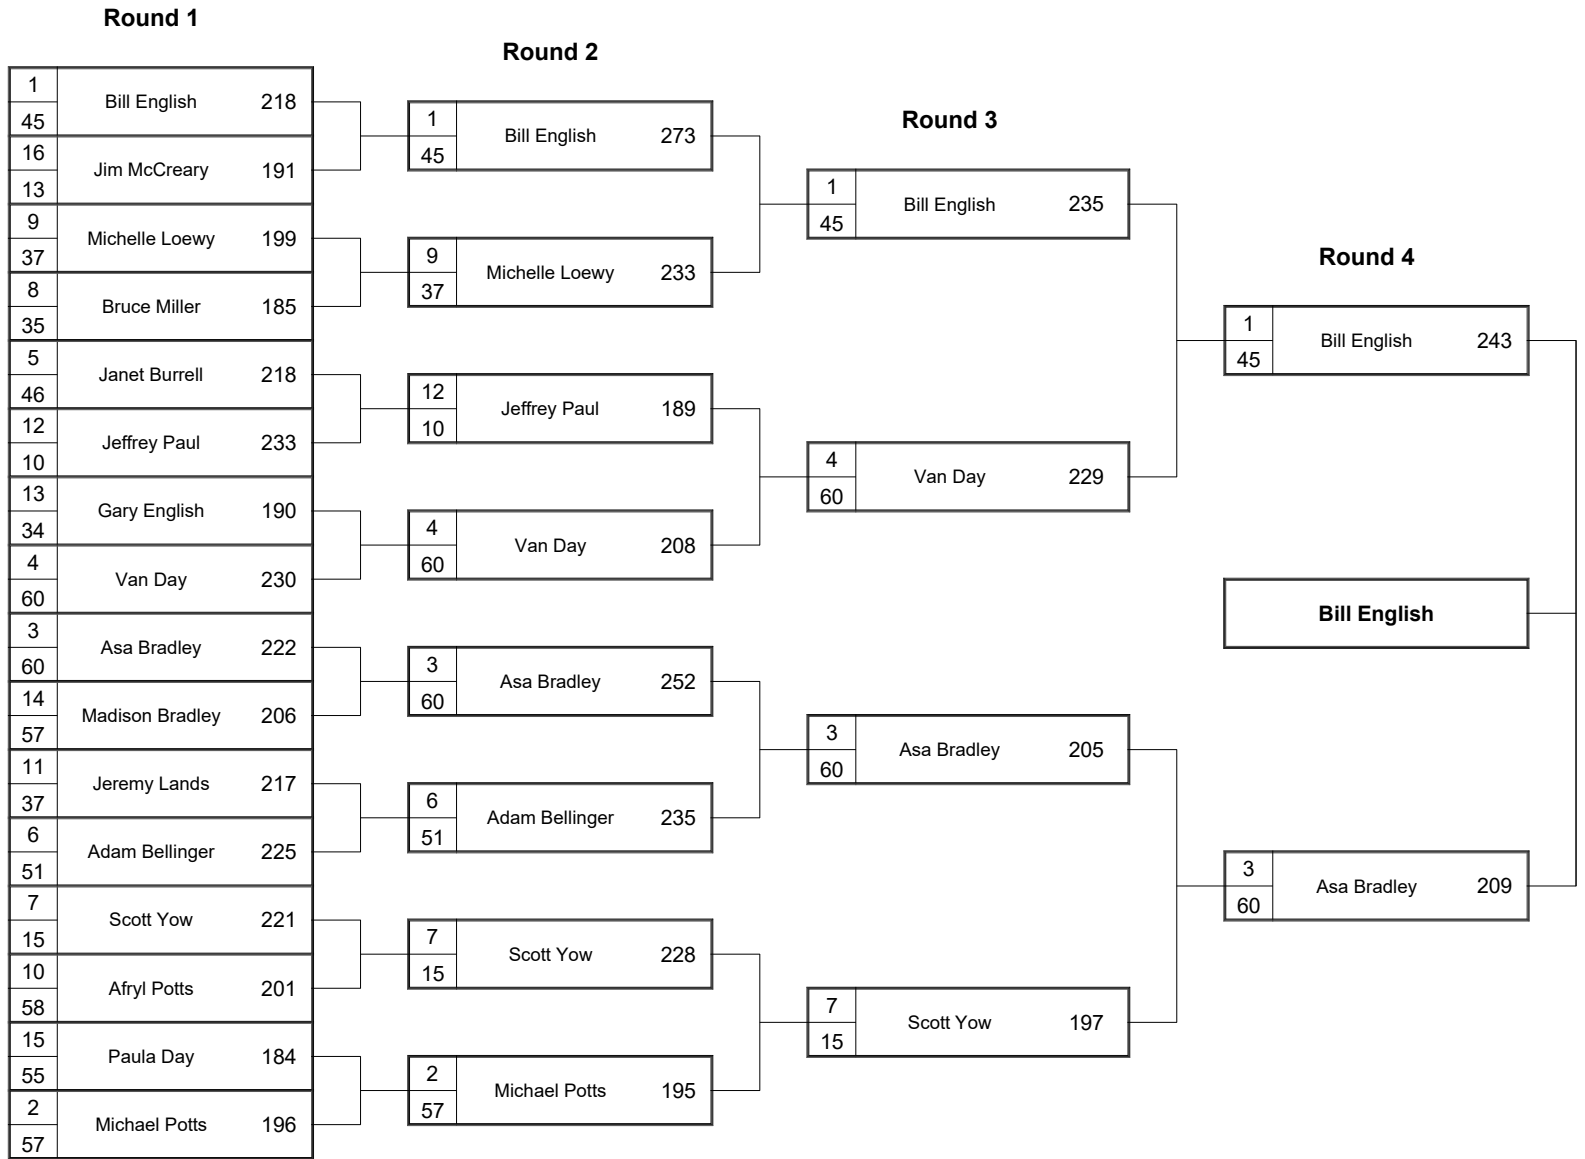 Round 1
1
45
Bill English 218
16
13
Jim McCreary 191
9
37
Michelle Loewy 199
8
35
Bruce Miller 185
5
46
Janet Burrell 218
12
10
Jeffrey Paul 233
13
34
Gary English 190
4
60
Van Day 230
3
60
Asa Bradley 222
14
57
Madison Bradley 206
11
37
Jeremy Lands 217
6
51
Adam Bellinger 225
7
15
Scott Yow 221
10
58
Afryl Potts 201
15
55
Paula Day 184
2
57
Michael Potts 196
Round 2
1
45
Bill English 273
9
37
Michelle Loewy 233
12
10
Jeffrey Paul 189
4
60
Van Day 208
3
60
Asa Bradley 252
6
51
Adam Bellinger 235
7
15
Scott Yow 228
2
57
Michael Potts 195
Round 3
1
45
Bill English 235
4
60
Van Day 229
3
60
Asa Bradley 205
7
15
Scott Yow 197
Round 4
1
45
Bill English 243
Bill English
3
60
Asa Bradley 209